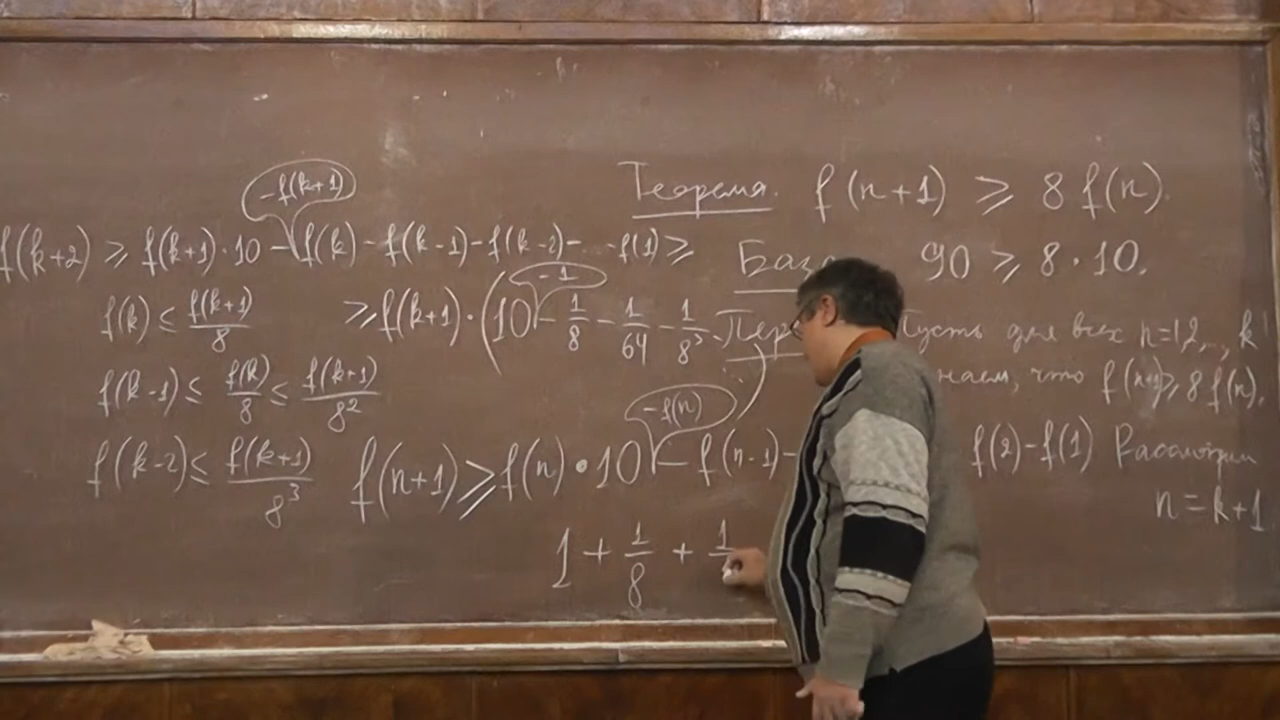 Теорема. f(n+1) ⩾ 8 f(n).
База 90 ⩾ 8·10.
Пусть для всех n=1,2,.., k
знаем, что f(n+1) ⩾ 8 f(n).
Рассмотрим
n = k+1
f(n+1) ⩾ f(n)·10 - f(n) - f(n-1) - f(2)-f(1)
-f(k+1)
f(k+2) ⩾ f(k+1)·10 - f(k) - f(k-1) - f(k-2) - ... -f(1) ⩾
⩾ f(k+1)·(10 - 1 - 1/8 - 1/64 - 1/8³ -
f(k) ≤ f(k+1)/8
f(k-1) ≤ f(k)/8 ≤ f(k+1)/8²
f(k-2) ≤ f(k+1)/8³
1 + 1/8 + 1